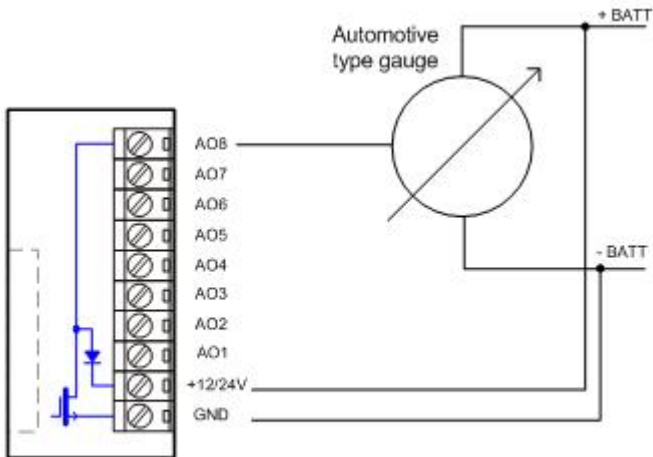 + BATT
Automotive
type gauge
AO8
AO7
AO6
AO5
AO4
- BATT
AO3
AO2
AO1
+12/24V
GND